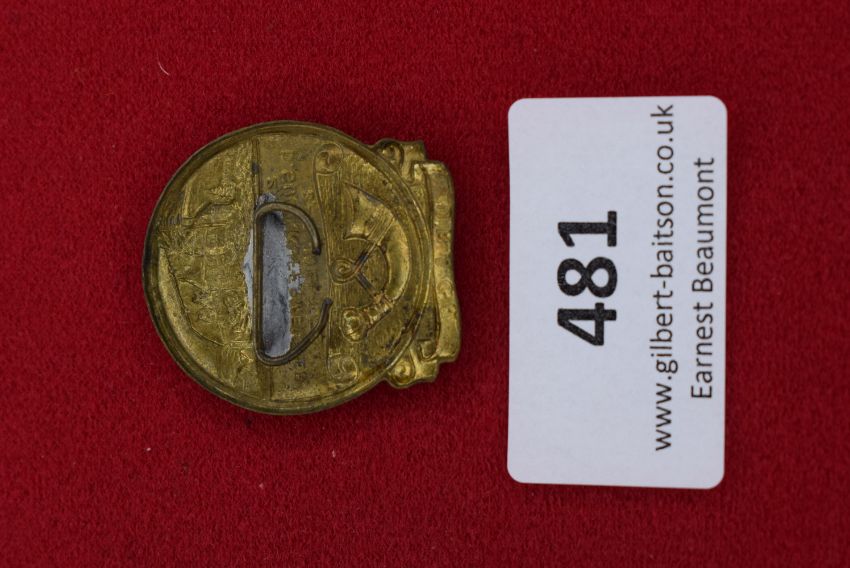 481
www.gilbert-baitson.co.uk
Earnest Beaumont